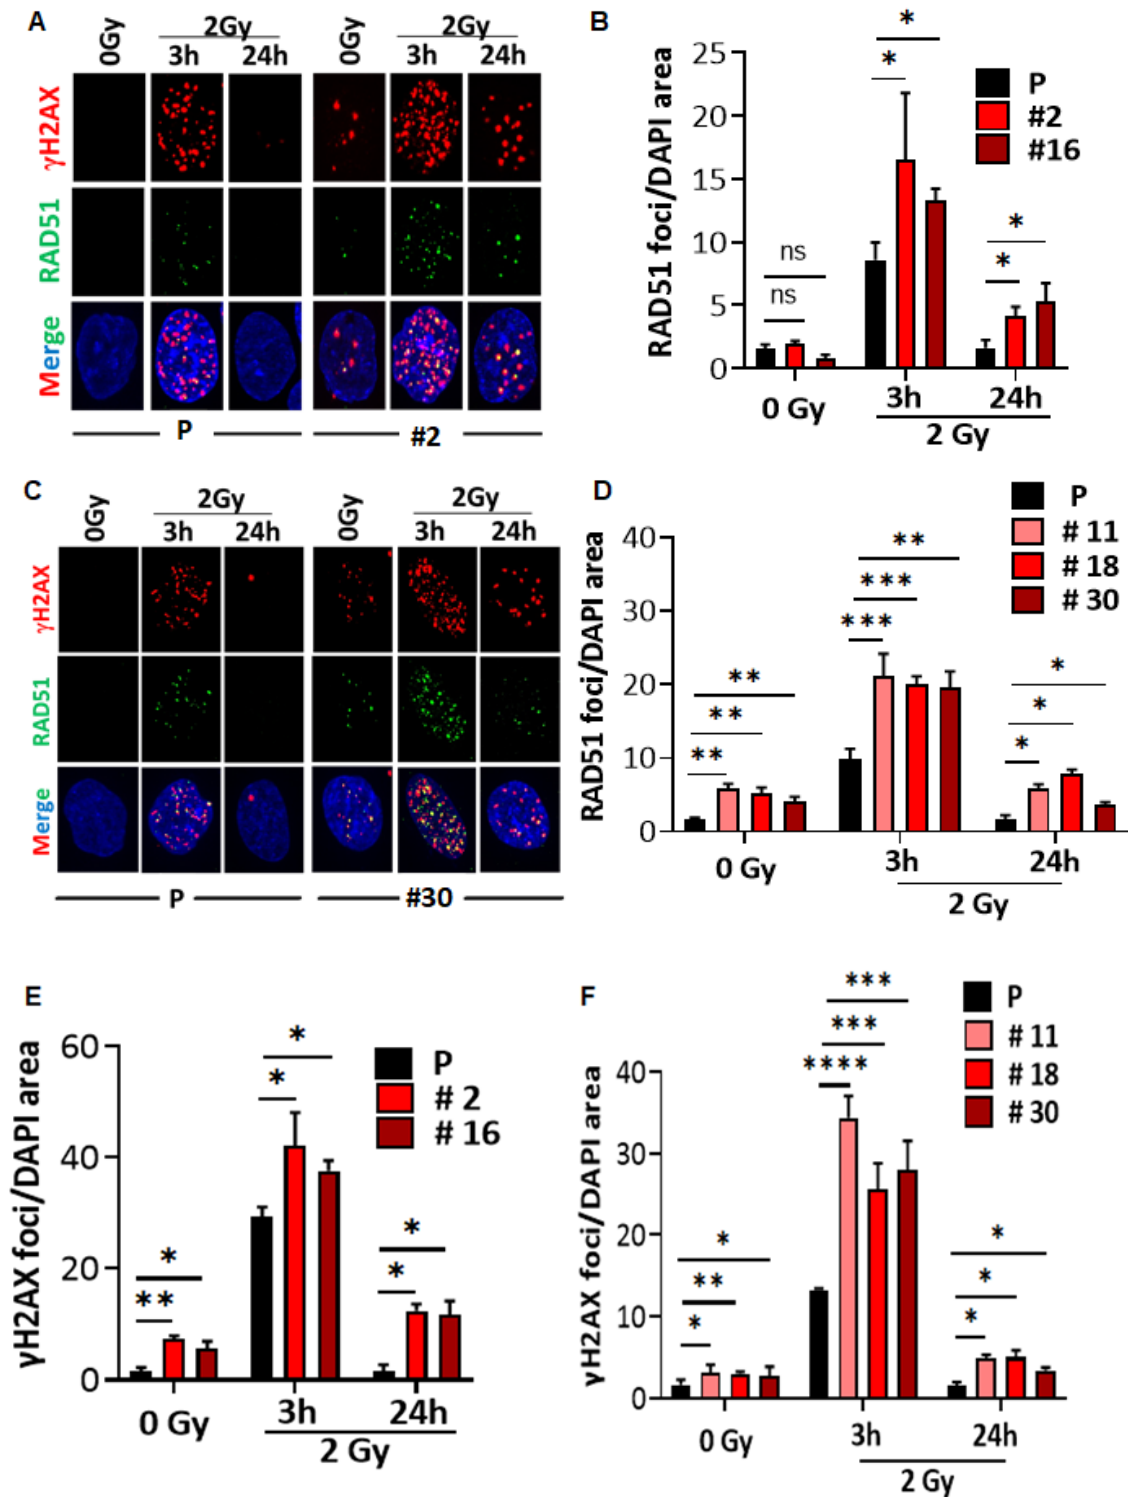 A
0Gy
2Gy
3h
24h
0Gy
2Gy
3h
24h
γH2AX
RAD51
Merge
P
#2
B
RAD51 foci/DAPI area
25
20
15
10
5
0
P
#2
#16
ns
ns
*
*
*
*
0 Gy
3h
24h
2 Gy
C
0Gy
2Gy
3h
24h
0Gy
2Gy
3h
24h
γH2AX
RAD51
Merge
P
#30
D
RAD51 foci/DAPI area
40
30
20
10
0
P
# 11
# 18
# 30
**
**
**
**
***
***
*
*
*
0 Gy
3h
24h
2 Gy
E
γH2AX foci/DAPI area
60
40
20
0
P
# 2
# 16
*
**
*
*
*
*
0 Gy
3h
24h
2 Gy
F
γH2AX foci/DAPI area
40
30
20
10
0
P
# 11
# 18
# 30
*
**
*
***
***
****
*
*
*
0 Gy
3h
24h
2 Gy